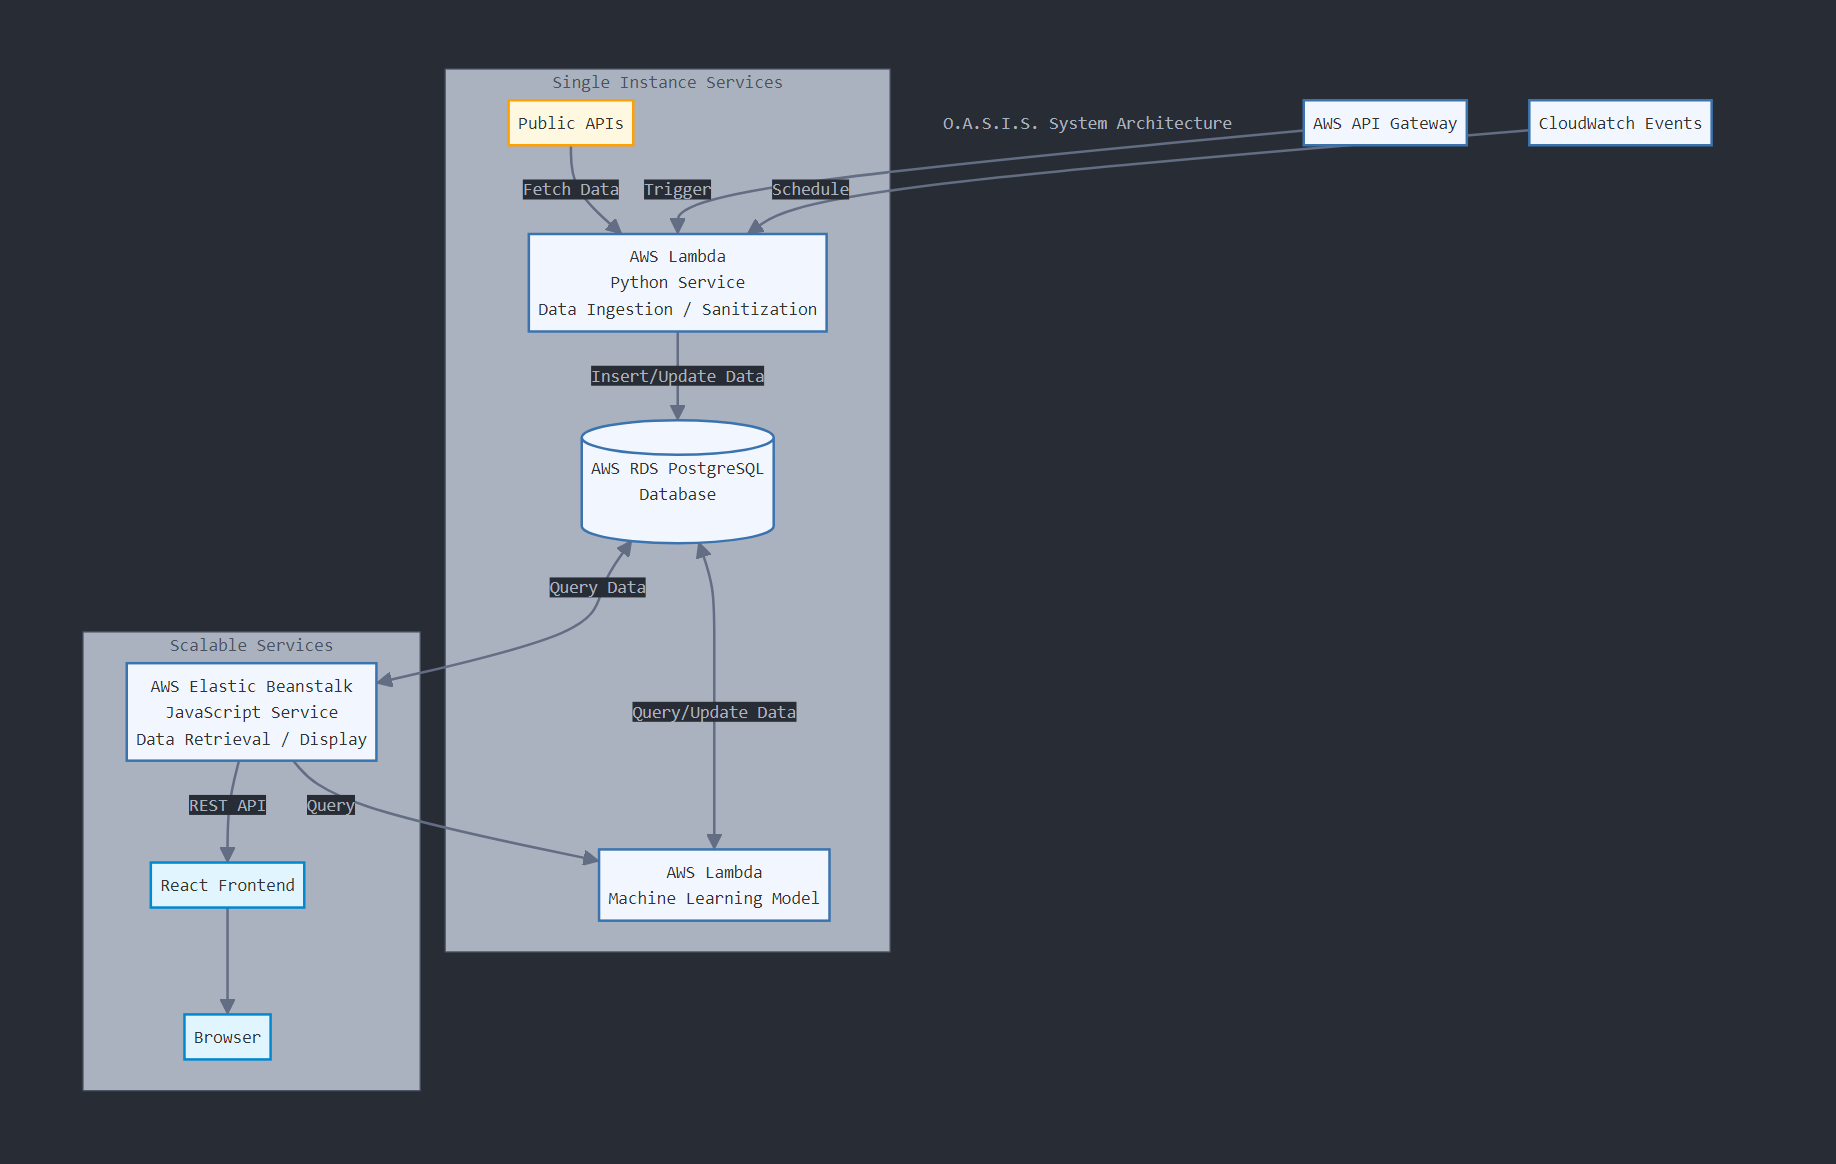 Single Instance Services
Public APIs
O.A.S.I.S. System Architecture
AWS API Gateway
CloudWatch Events
Fetch Data
Trigger
Schedule
AWS Lambda
Python Service
Data Ingestion / Sanitization
Insert/Update Data
AWS RDS PostgreSQL
Database
Query Data
Scalable Services
AWS Elastic Beanstalk
JavaScript Service
Data Retrieval / Display
Query/Update Data
REST API
Query
AWS Lambda
Machine Learning Model
React Frontend
Browser